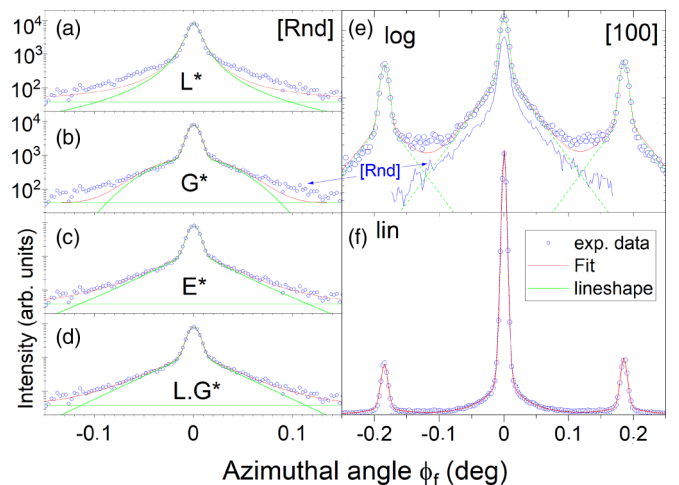 (a) [Rnd]
10⁴
10³
10²
L*
(b)
10⁴
10³
10²
G*
(c)
E*
(d)
L.G*
Intensity (arb. units)
-0.1 0 0.1
(e) log [100]
[Rnd]
(f) lin
exp. data
Fit
lineshape
-0.2 -0.1 0 0.1 0.2
Azimuthal angle ϕf (deg)